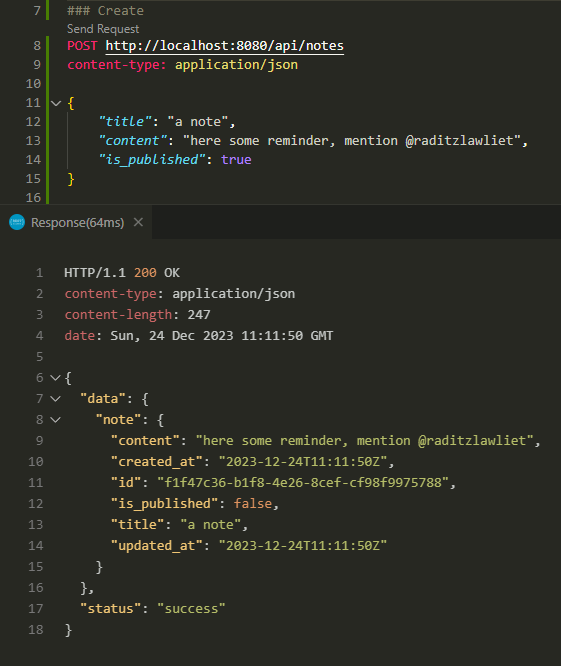 7 ### Create
Send Request
8 POST http://localhost:8080/api/notes
9 content-type: application/json
10
11 {
12 "title": "a note",
13 "content": "here some reminder, mention @raditzlawliet",
14 "is_published": true
15 }
16
Response(64ms) ×
1 HTTP/1.1 200 OK
2 content-type: application/json
3 content-length: 247
4 date: Sun, 24 Dec 2023 11:11:50 GMT
5
6 {
7 "data": {
8 "note": {
9 "content": "here some reminder, mention @raditzlawliet",
10 "created_at": "2023-12-24T11:11:50Z",
11 "id": "f1f47c36-b1f8-4e26-8cef-cf98f9975788",
12 "is_published": false,
13 "title": "a note",
14 "updated_at": "2023-12-24T11:11:50Z"
15 }
16 },
17 "status": "success"
18 }